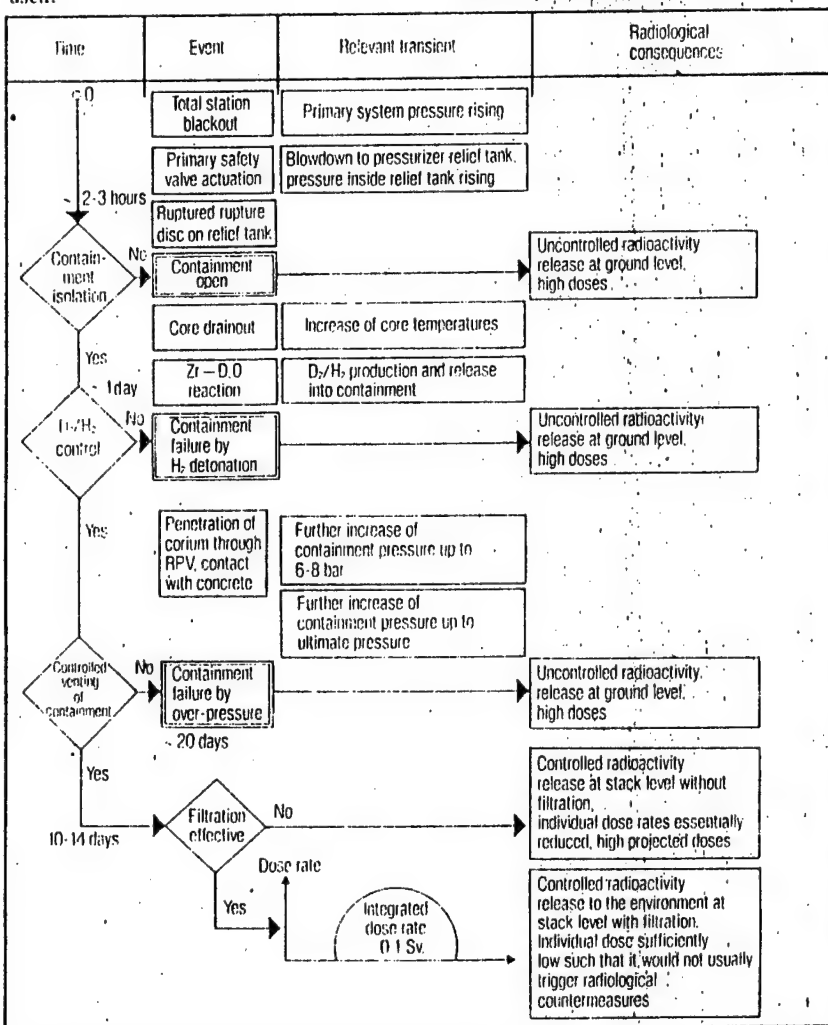 Time
Event
Relevant transient
Radiological
consequences
0
Total station
blackout
Primary system pressure rising
Primary safety
valve actuation
Blowdown to pressurizer relief tank,
pressure inside relief tank rising
2-3 hours
Ruptured rupture
disc on relief tank
Contain-
ment
isolation
No
Containment
open
Uncontrolled radioactivity
release at ground level,
high doses
Core drainout
Increase of core temperatures
Yes
~ 1day
Zr – D₂O
reaction
D₂/H₂ production and release
into containment
D₂/H₂
control
No
Containment
failure by
H₂ detonation
Uncontrolled radioactivity
release at ground level,
high doses
Yes
Penetration of
corium through
RPV, contact
with concrete
Further increase of
containment pressure up to
6-8 bar
Further increase of
containment pressure up to
ultimate pressure
Controlled
venting
of
containment
No
Containment
failure by
over-pressure
Uncontrolled radioactivity
release at ground level,
high doses
~ 20 days
Yes
10-14 days
Filtration
effective
No
Controlled radioactivity
release at stack level without
filtration,
individual dose rates essentially
reduced, high projected doses
Yes
Dose rate
Integrated
dose rate
0.1 Sv.
Controlled radioactivity
release to the environment at
stack level with filtration.
Individual dose sufficiently
low such that it would not usually
trigger radiological
countermeasures